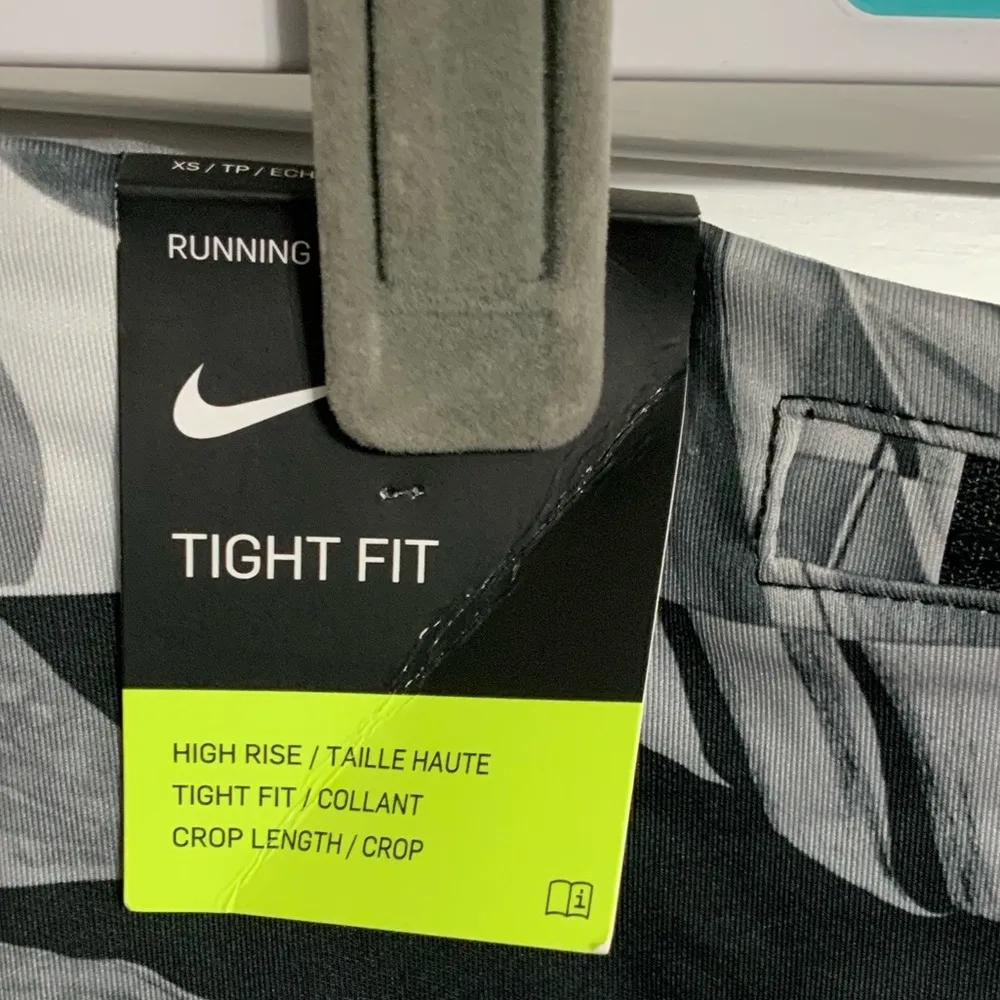 XS / TP / ECH
RUNNING
TIGHT FIT
HIGH RISE / TAILLE HAUTE
TIGHT FIT / COLLANT
CROP LENGTH / CROP
i